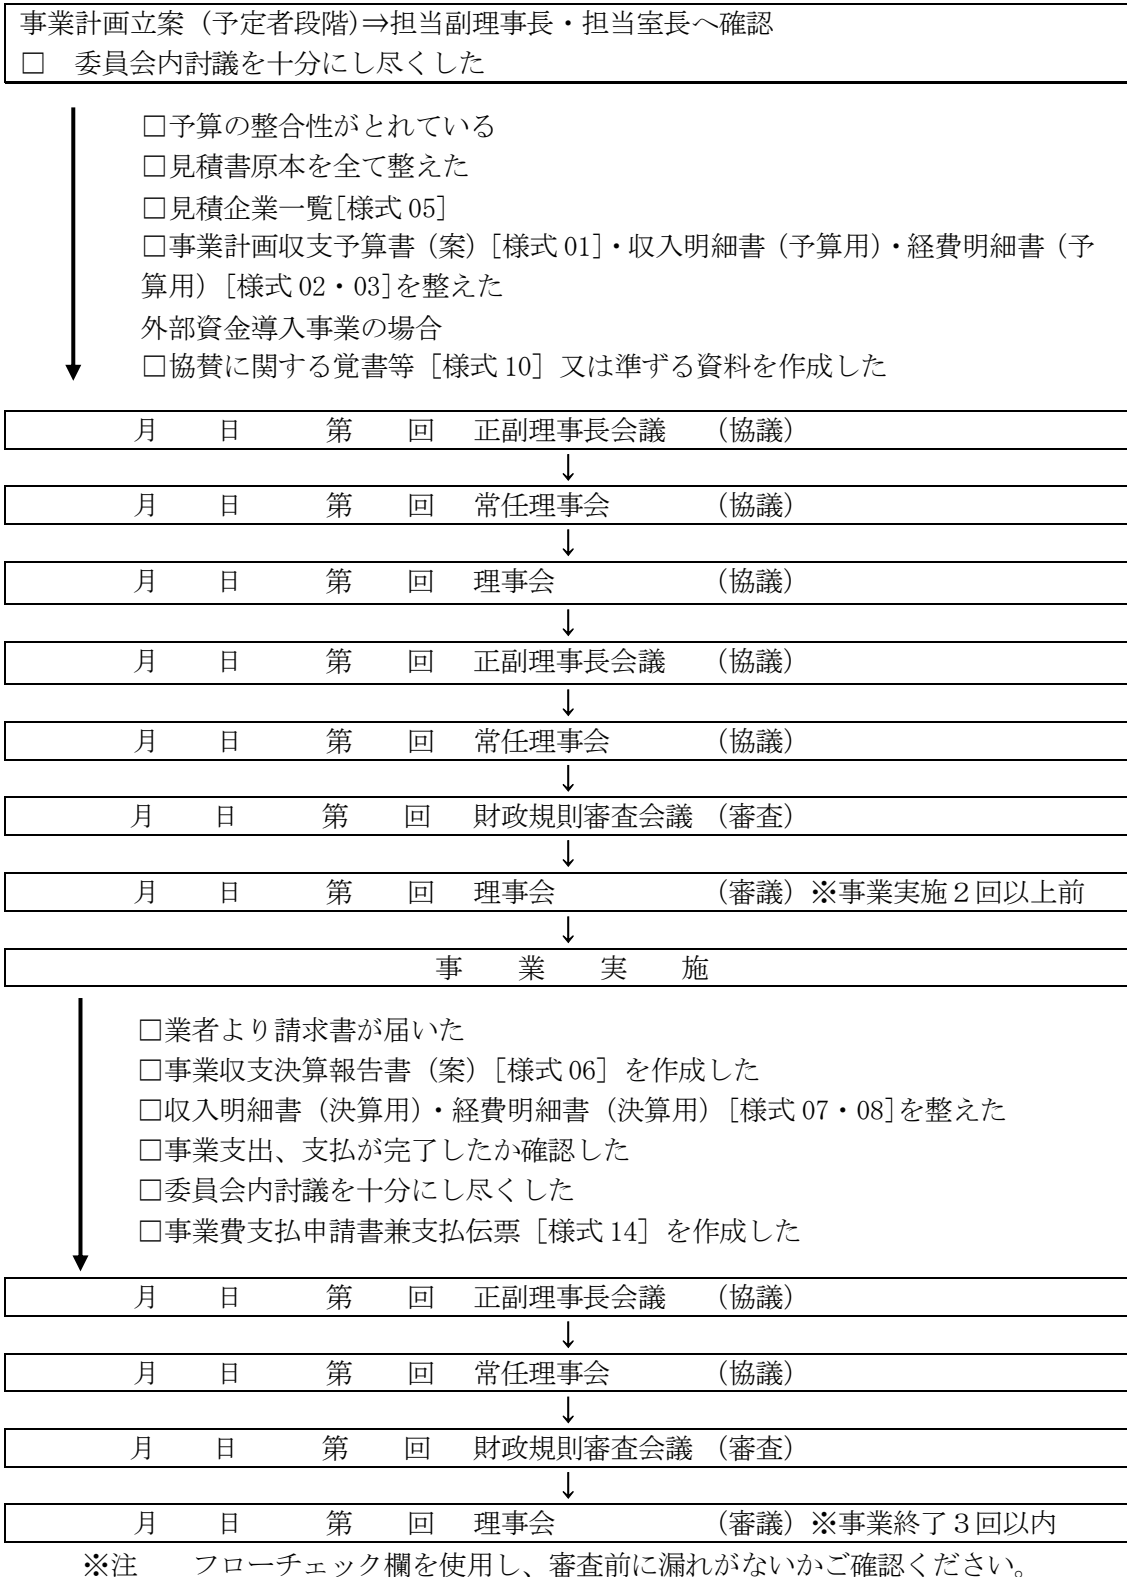 事業計画立案（予定者段階)⇒担当副理事長・担当室長へ確認
□　委員会内討議を十分にし尽くした
□予算の整合性がとれている
□見積書原本を全て整えた
□見積企業一覧[様式05]
□事業計画収支予算書（案）[様式01]・収入明細書（予算用）・経費明細書（予
算用）[様式02・03]を整えた
外部資金導入事業の場合
□協賛に関する覚書等［様式10］又は準ずる資料を作成した
月　日　第　回　正副理事長会議　（協議）
↓
月　日　第　回　常任理事会　（協議）
↓
月　日　第　回　理事会　（協議）
↓
月　日　第　回　正副理事長会議　（協議）
↓
月　日　第　回　常任理事会　（協議）
↓
月　日　第　回　財政規則審査会議　（審査）
↓
月　日　第　回　理事会　（審議）※事業実施２回以上前
↓
事　業　実　施
□業者より請求書が届いた
□事業収支決算報告書（案）[様式06］を作成した
□収入明細書（決算用）・経費明細書（決算用）[様式07・08]を整えた
□事業支出、支払が完了したか確認した
□委員会内討議を十分にし尽くした
□事業費支払申請書兼支払伝票［様式14］を作成した
月　日　第　回　正副理事長会議　（協議）
↓
月　日　第　回　常任理事会　（協議）
↓
月　日　第　回　財政規則審査会議　（審査）
↓
月　日　第　回　理事会　（審議）※事業終了３回以内
※注　フローチェック欄を使用し、審査前に漏れがないかご確認ください。